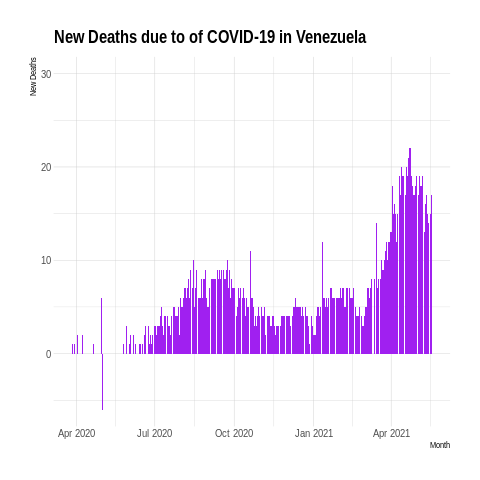 New Deaths due to of COVID-19 in Venezuela
New Deaths
30
20
10
0
Apr 2020 Jul 2020 Oct 2020 Jan 2021 Apr 2021
Month